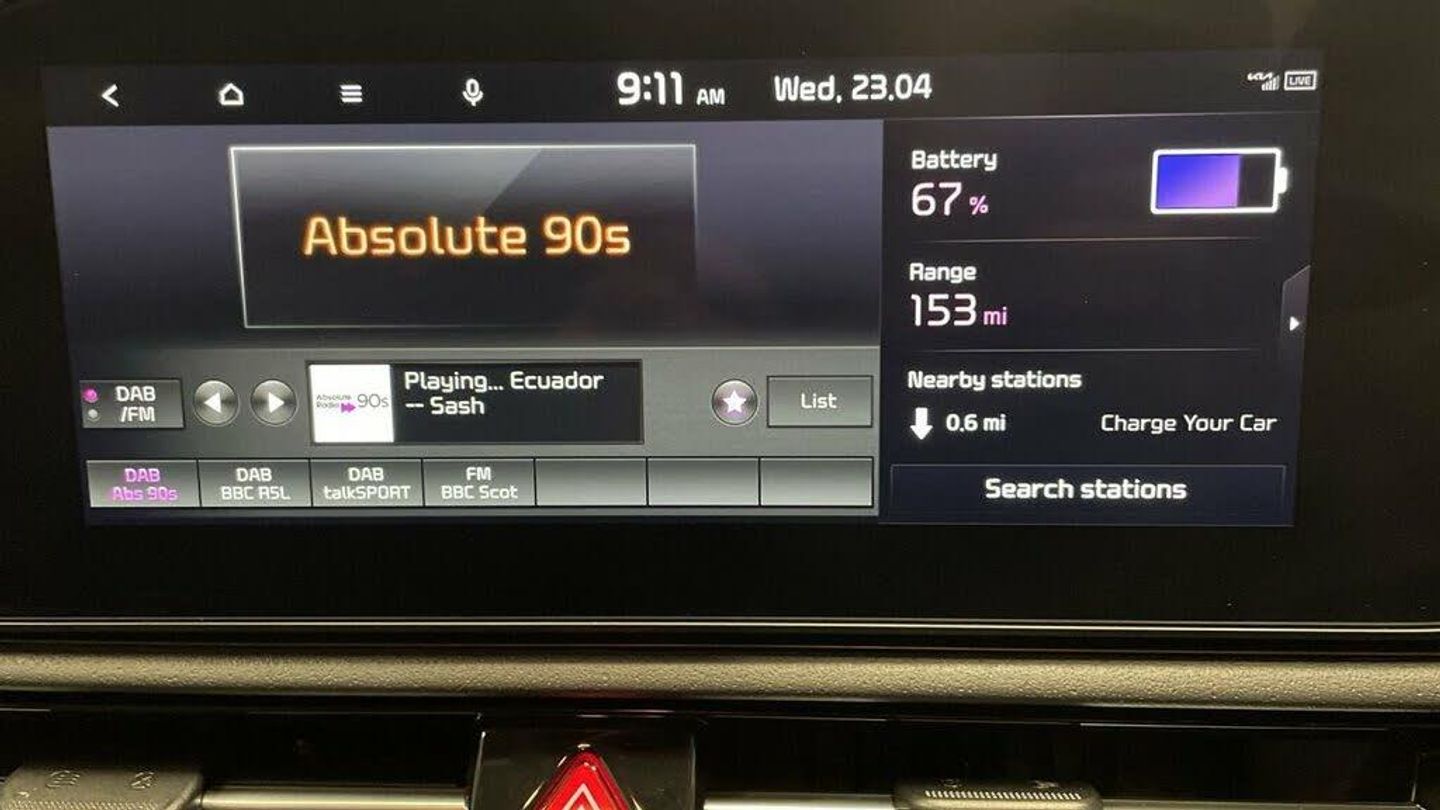 9:11 AM
Wed, 23.04
LIVE
Absolute 90s
Battery
67 %
Range
153 mi
Nearby stations
0.6 mi
Charge Your Car
Search stations
DAB
/FM
Absolute
Radio 90s
Playing... Ecuador
-- Sash
List
DAB
Abs 90s
DAB
BBC RSL
DAB
talkSPORT
FM
BBC Scot